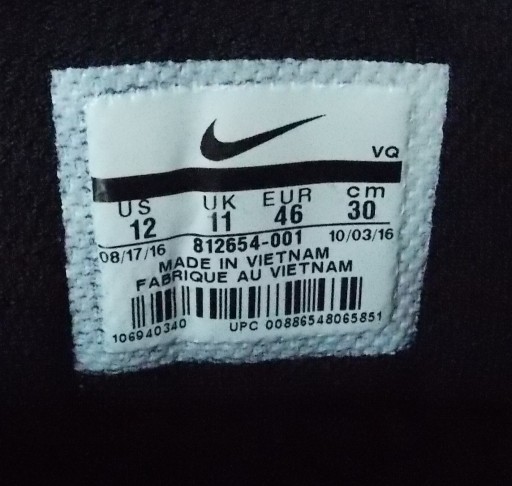 VQ
US UK EUR cm
12 11 46 30
08/17/16 812654-001 10/03/16
MADE IN VIETNAM
FABRIQUE AU VIETNAM
106940340 UPC 00886548065851